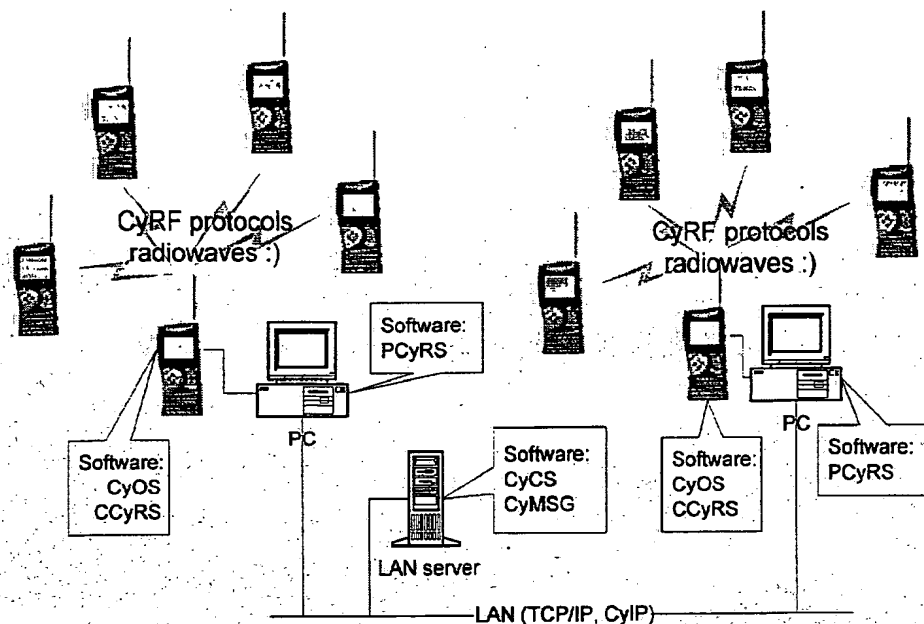 CyRF protocols
radiowaves :)
CyRF protocols
radiowaves :)
Software:
PCyRS
PC
Software:
CyOS
CCyRS
Software:
CyCS
CyMSG
LAN server
Software:
CyOS
CCyRS
PC
Software:
PCyRS
LAN (TCP/IP, CyIP)